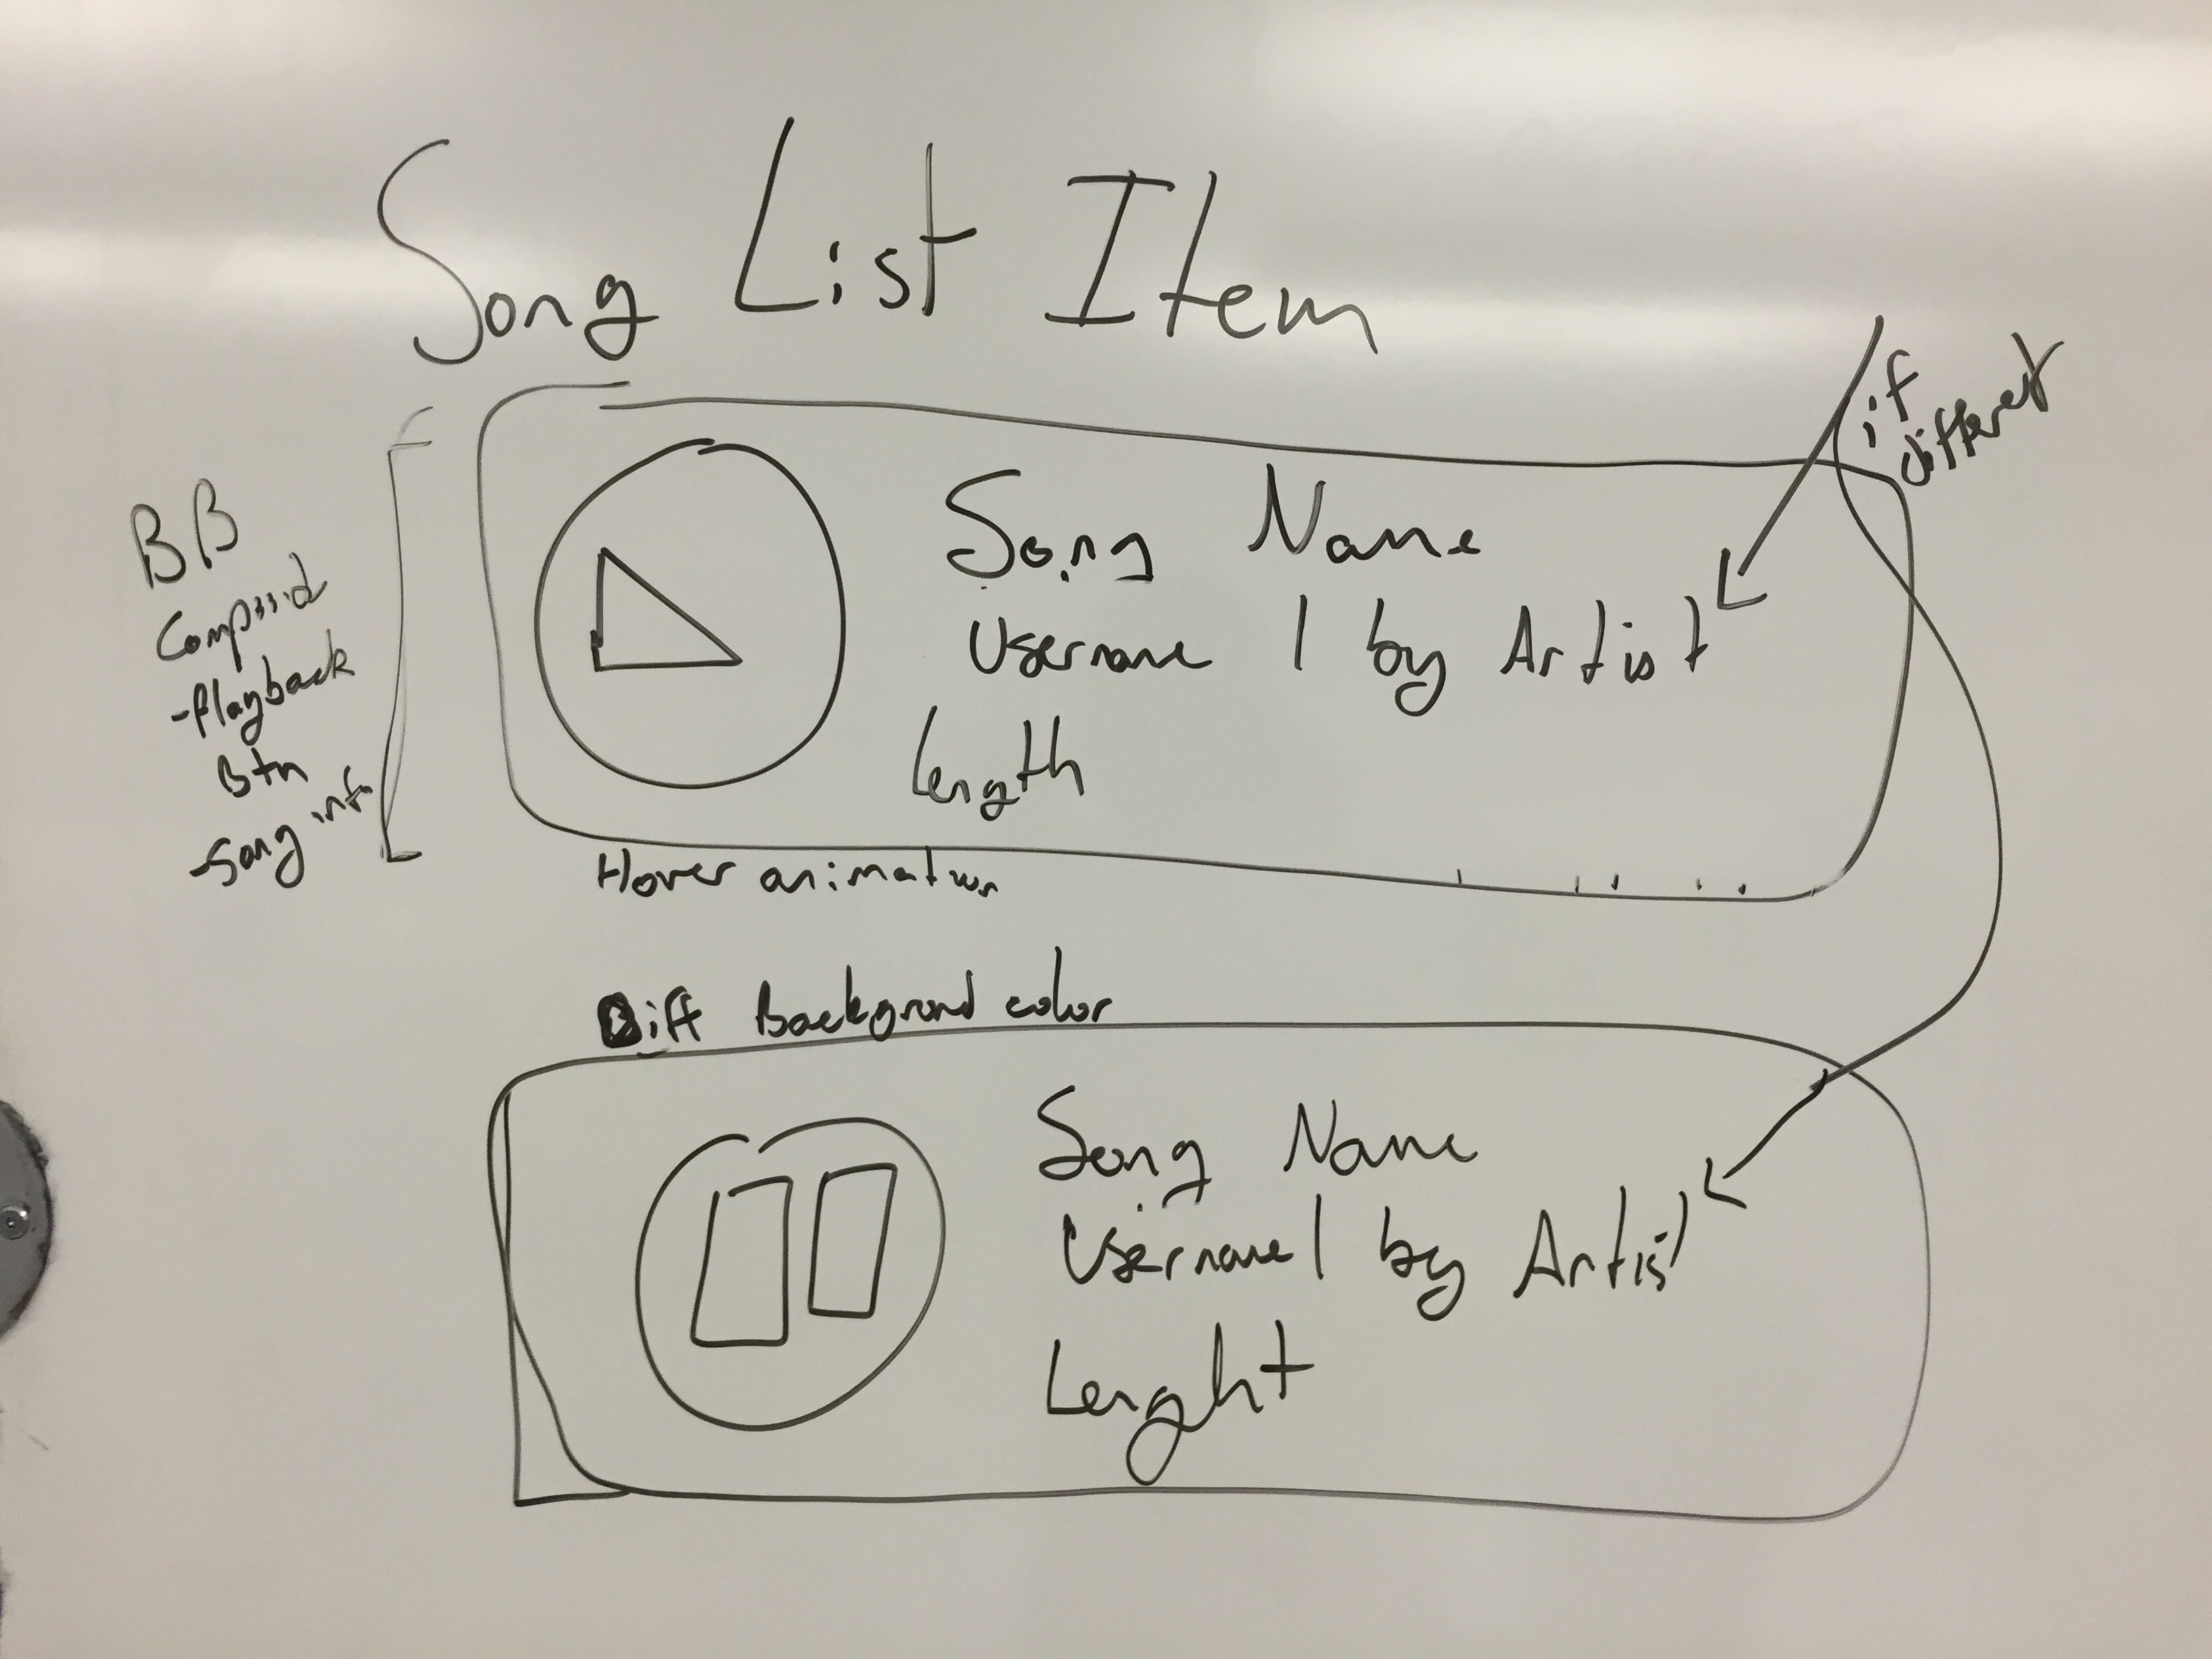 Song List Item
if
different
BB
Composid
-Playback
Btn
-Song info
Song Name
Username | by Artist
Length
Hover animation
Diff Background color
Song Name
Username | by Artist
Lenght